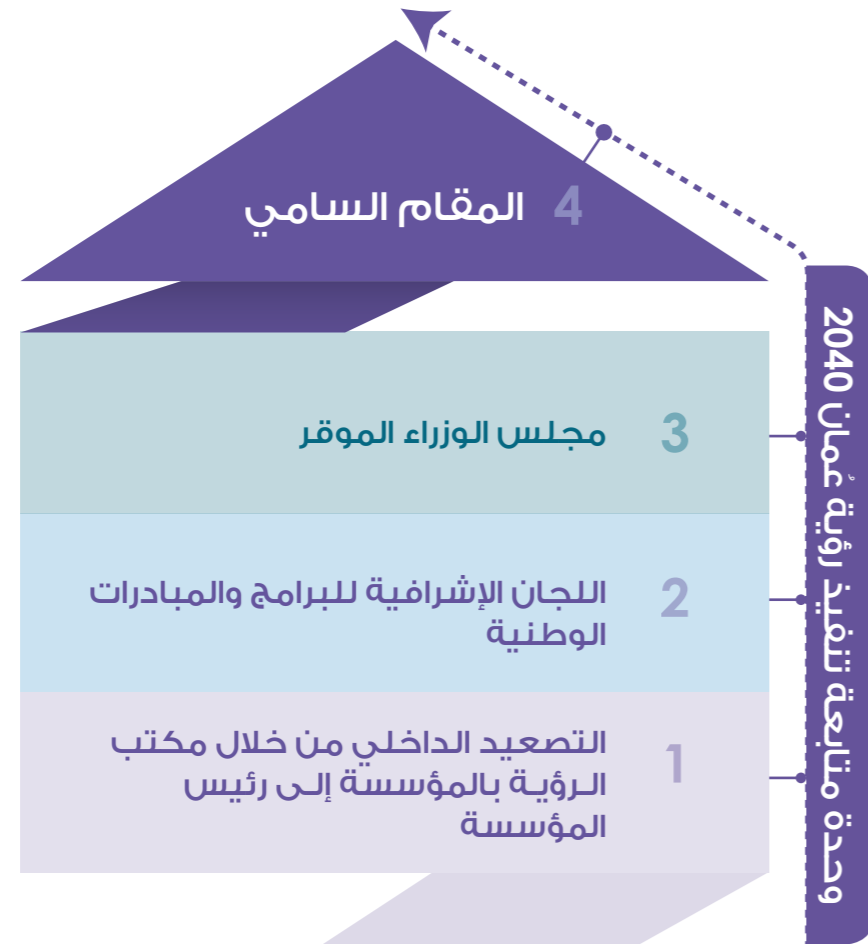 4 المقام السامي
3 مجلس الوزراء الموقر
2 اللجان الإشرافية للبرامج والمبادرات
الوطنية
1 التصعيد الداخلي من خلال مكتب
الرؤية بالمؤسسة إلى رئيس
المؤسسة
وحدة متابعة تنفيذ رؤية عُمان 2040